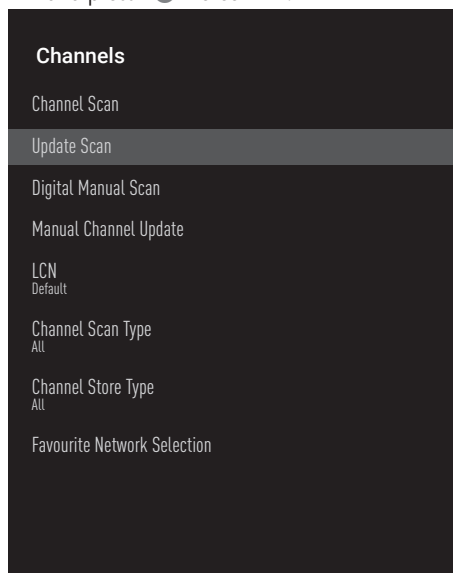 Channels
Channel Scan
Update Scan
Digital Manual Scan
Manual Channel Update
LCN
Default
Channel Scan Type
All
Channel Store Type
All
Favourite Network Selection